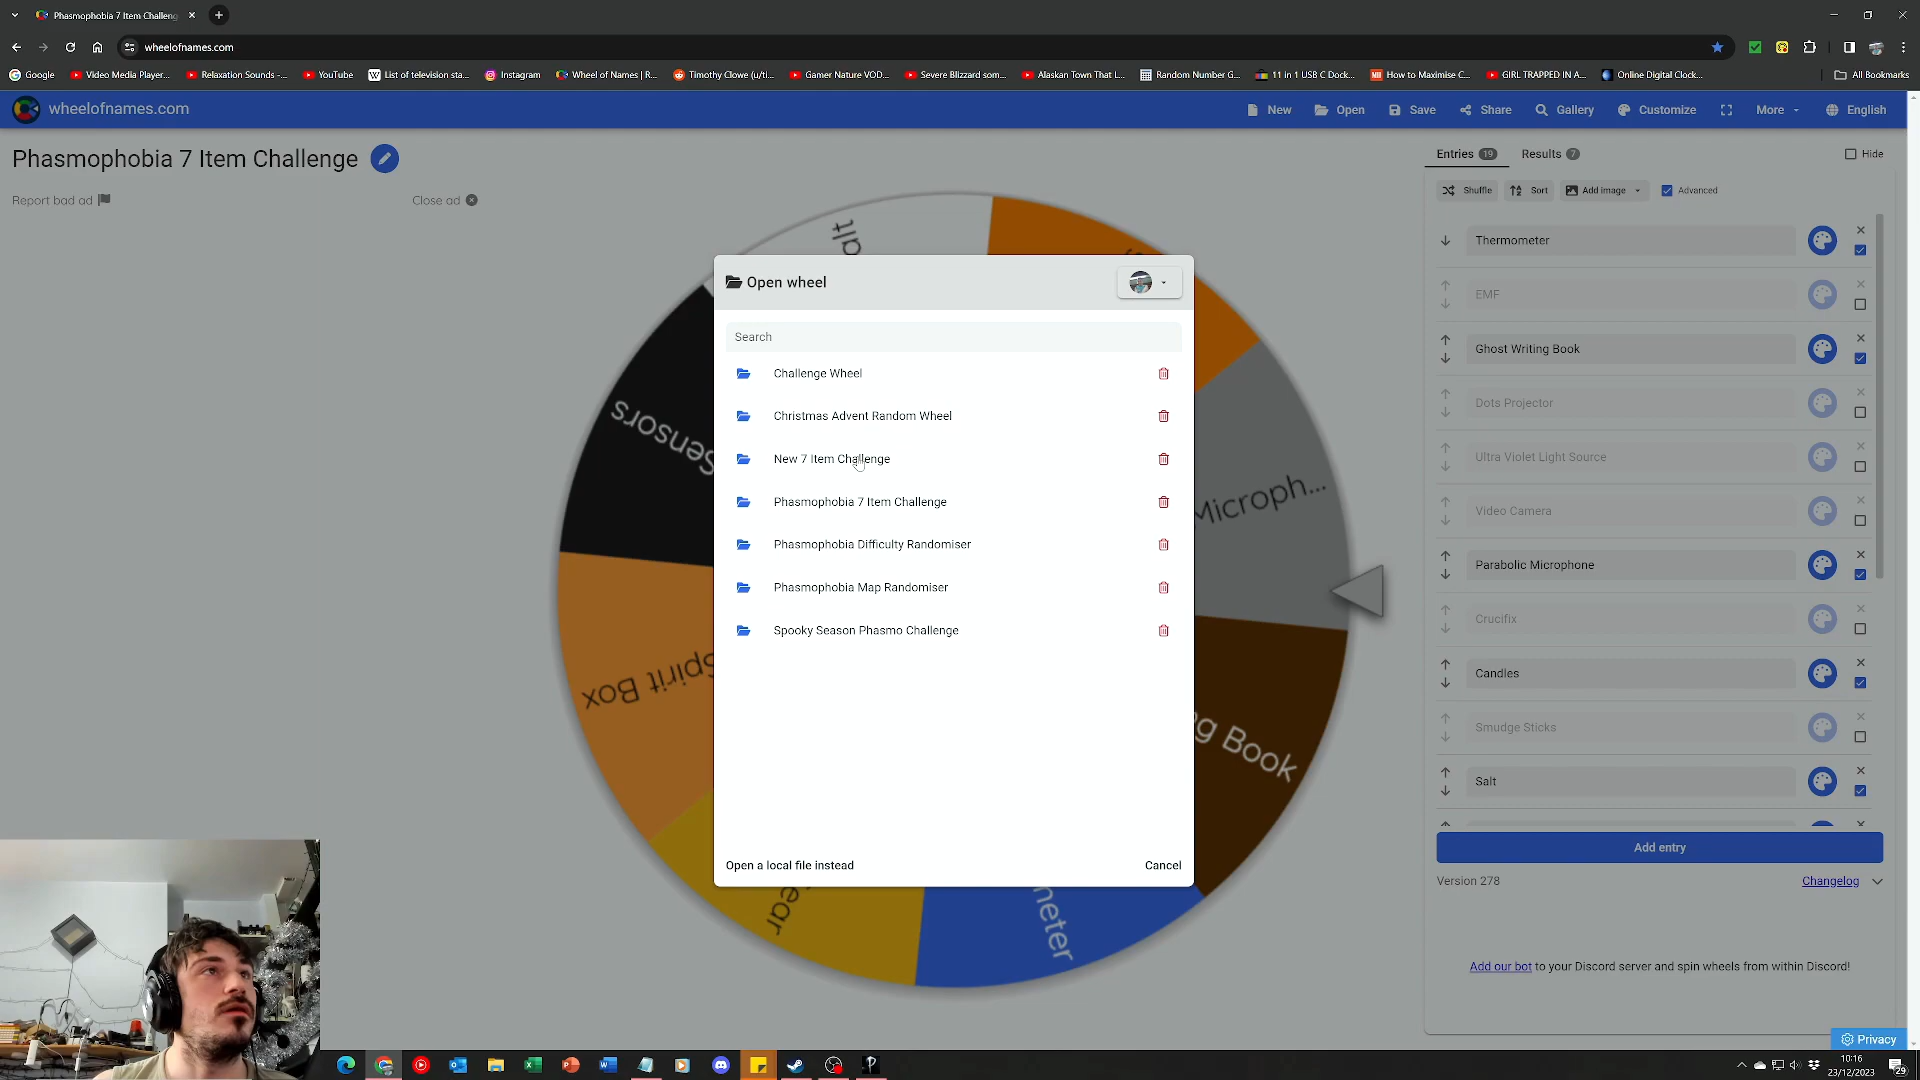 Phasmophobia 7 Item Challeng
wheelofnames.com
Google
Video Media Player...
Relaxation Sounds -...
YouTube
List of television sta...
Instagram
Wheel of Names | R...
Timothy Clowe (u/ti...
Gamer Nature VOD...
Severe Blizzard som...
Alaskan Town That L...
Random Number G...
11 in 1 USB C Dock...
How to Maximise C...
GIRL TRAPPED IN A...
Online Digital Clock...
All Bookmarks
wheelofnames.com
New
Open
Save
Share
Gallery
Customize
More
English
Phasmophobia 7 Item Challenge
Report bad ad
Close ad
Entries 19
Results 7
Hide
Shuffle
Sort
Add image
Advanced
Thermometer
EMF
Ghost Writing Book
Dots Projector
Ultra Violet Light Source
Video Camera
Parabolic Microphone
Crucifix
Candles
Smudge Sticks
Salt
Add entry
Version 278
Changelog
Add our bot to your Discord server and spin wheels from within Discord!
Privacy
alt
Sensors
Spirit Box
ear
meter
ng Book
Microph...
Open wheel
Search
Challenge Wheel
Christmas Advent Random Wheel
New 7 Item Challenge
Phasmophobia 7 Item Challenge
Phasmophobia Difficulty Randomiser
Phasmophobia Map Randomiser
Spooky Season Phasmo Challenge
Open a local file instead
Cancel
10:16
23/12/2023
29